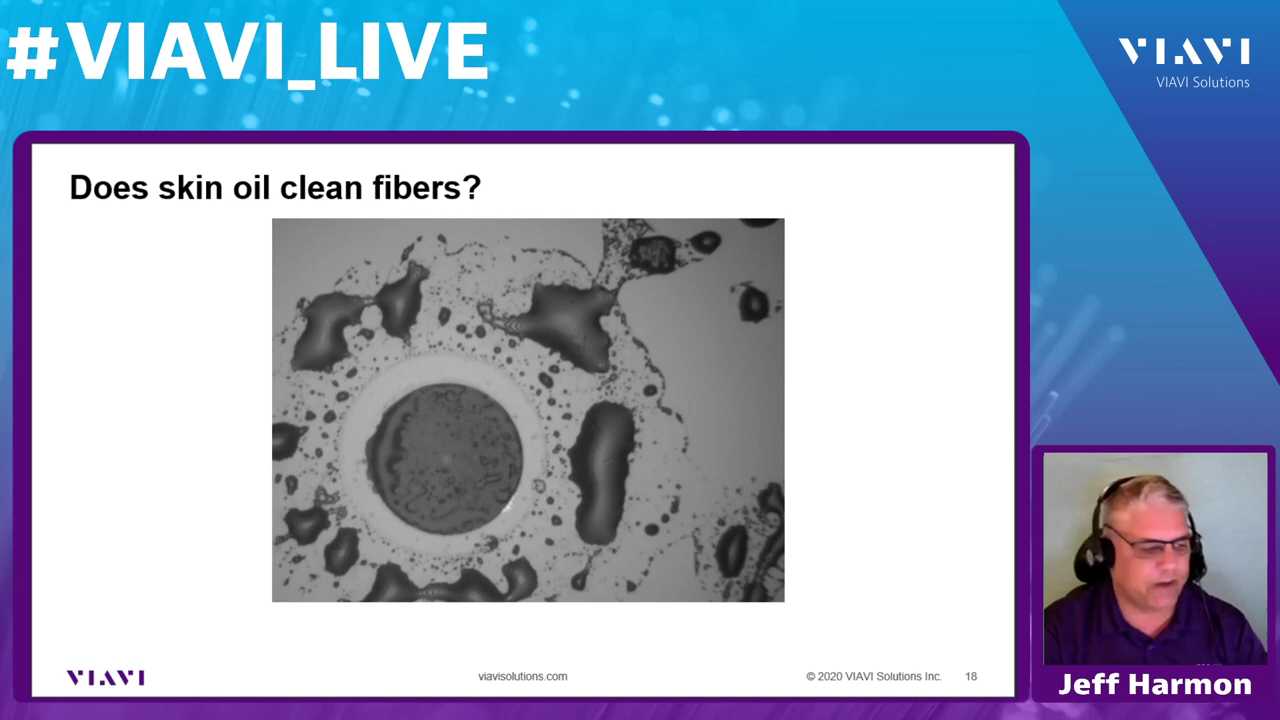 #VIAVI_LIVE
VIAVI
VIAVI Solutions
Does skin oil clean fibers?
VIAVI
viavisolutions.com
© 2020 VIAVI Solutions Inc.
18
Jeff Harmon